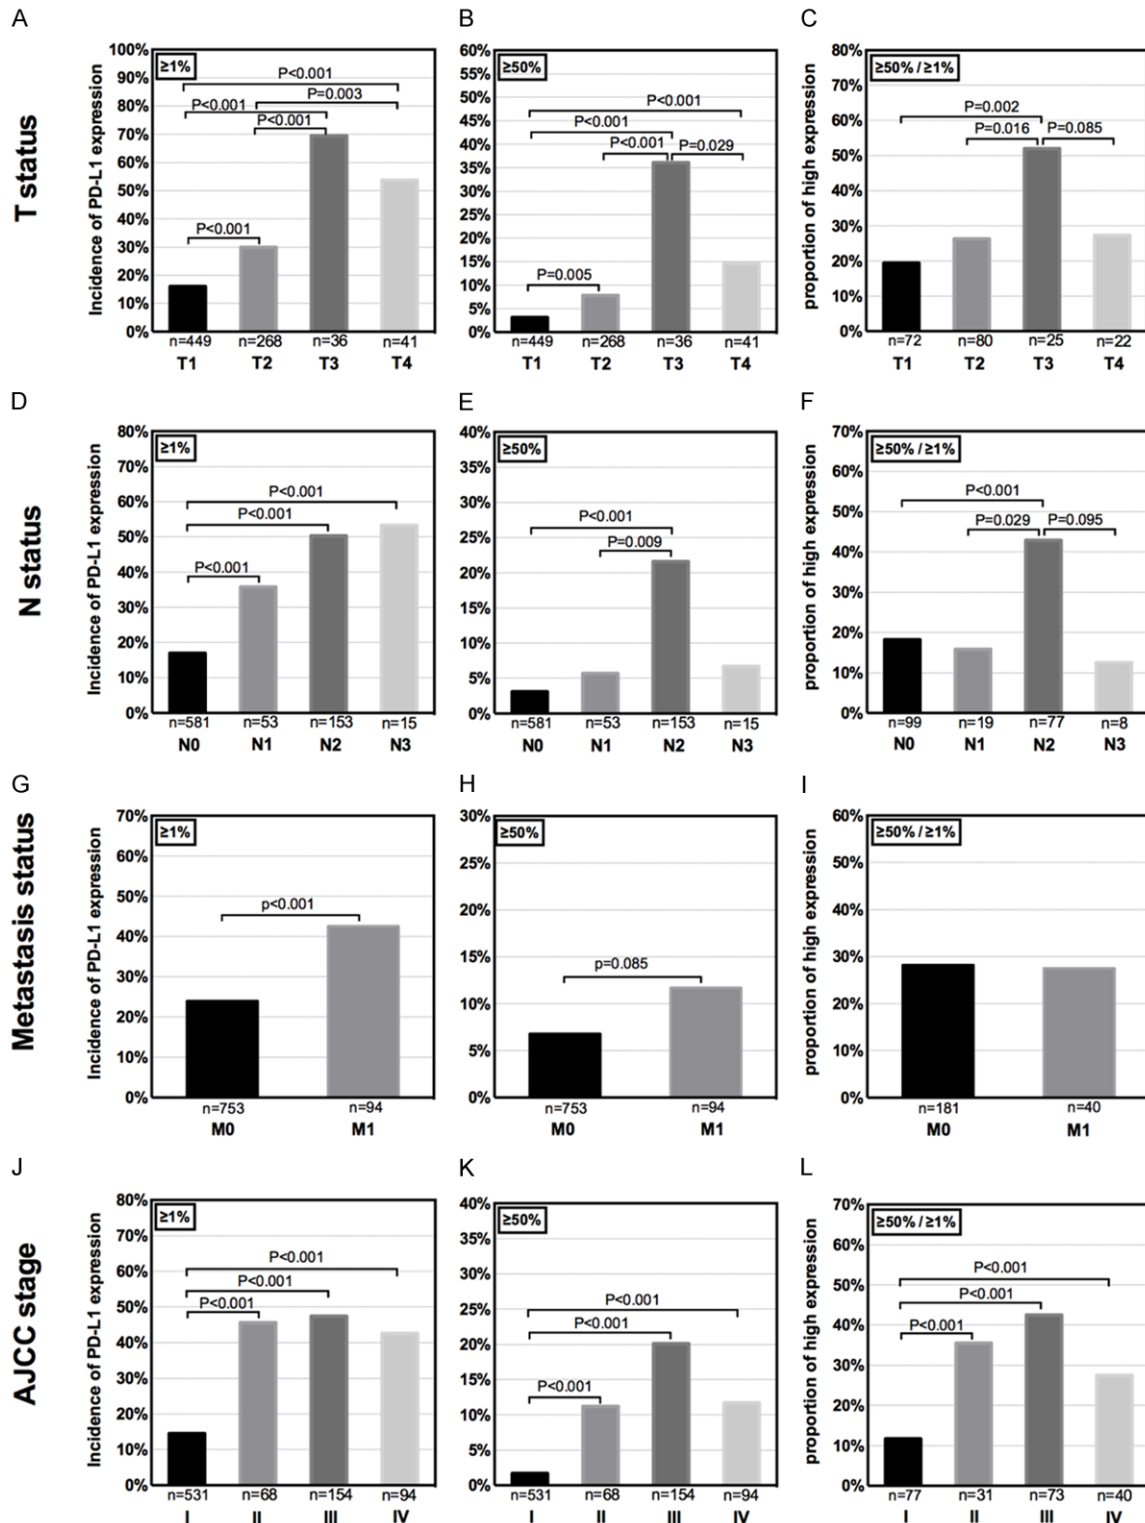 A
B
C
T status
Incidence of PD-L1 expression
100%
90%
80%
70%
60%
50%
40%
30%
20%
10%
0%
≥1%
P<0.001
P=0.003
P<0.001
P<0.001
P<0.001
n=449 n=268 n=36 n=41
T1 T2 T3 T4
60%
55%
50%
45%
40%
35%
30%
25%
20%
15%
10%
5%
0%
≥50%
P<0.001
P<0.001
P<0.001 P=0.029
P=0.005
n=449 n=268 n=36 n=41
T1 T2 T3 T4
proportion of high expression
80%
70%
60%
50%
40%
30%
20%
10%
0%
≥50% / ≥1%
P=0.002
P=0.016 P=0.085
n=72 n=80 n=25 n=22
T1 T2 T3 T4
D
E
F
N status
Incidence of PD-L1 expression
80%
70%
60%
50%
40%
30%
20%
10%
0%
≥1%
P<0.001
P<0.001
P<0.001
n=581 n=53 n=153 n=15
N0 N1 N2 N3
40%
35%
30%
25%
20%
15%
10%
5%
0%
≥50%
P<0.001
P=0.009
n=581 n=53 n=153 n=15
N0 N1 N2 N3
proportion of high expression
70%
60%
50%
40%
30%
20%
10%
0%
≥50% / ≥1%
P<0.001
P=0.029 P=0.095
n=99 n=19 n=77 n=8
N0 N1 N2 N3
G
H
I
Metastasis status
Incidence of PD-L1 expression
70%
60%
50%
40%
30%
20%
10%
0%
≥1%
p<0.001
n=753 n=94
M0 M1
30%
25%
20%
15%
10%
5%
0%
≥50%
p=0.085
n=753 n=94
M0 M1
proportion of high expression
60%
50%
40%
30%
20%
10%
0%
≥50% / ≥1%
n=181 n=40
M0 M1
J
K
L
AJCC stage
Incidence of PD-L1 expression
80%
70%
60%
50%
40%
30%
20%
10%
0%
≥1%
P<0.001
P<0.001
P<0.001
n=531 n=68 n=154 n=94
I II III IV
40%
35%
30%
25%
20%
15%
10%
5%
0%
≥50%
P<0.001
P<0.001
P<0.001
n=531 n=68 n=154 n=94
I II III IV
proportion of high expression
70%
60%
50%
40%
30%
20%
10%
0%
≥50% / ≥1%
P<0.001
P<0.001
P<0.001
n=77 n=31 n=73 n=40
I II III IV